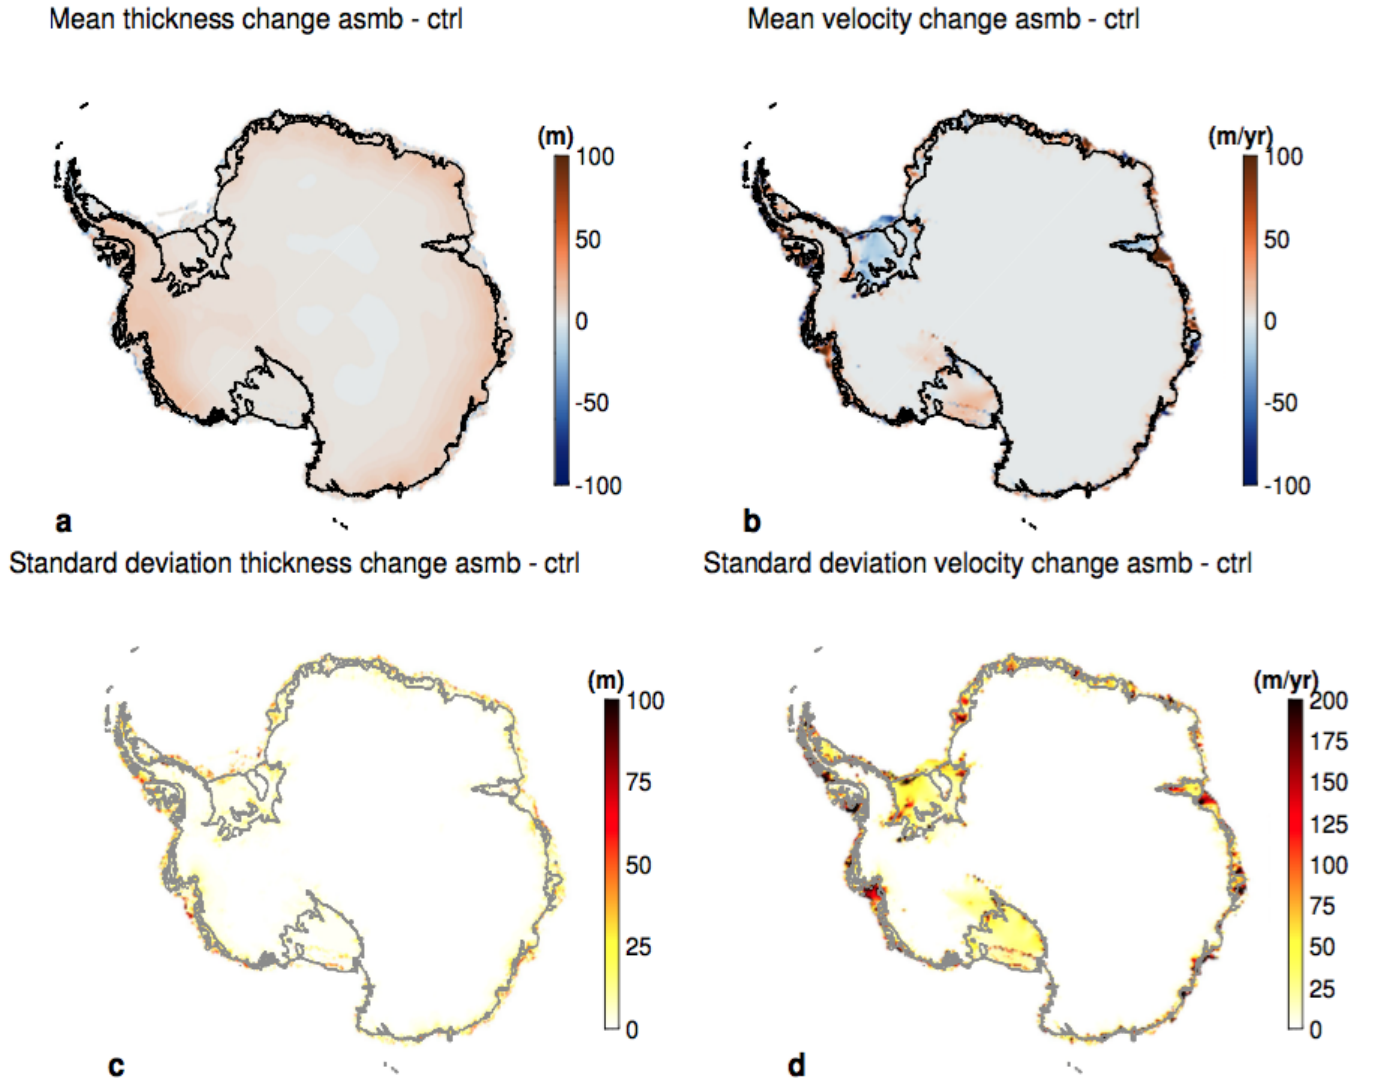 Mean thickness change asmb - ctrl
Mean velocity change asmb - ctrl
(m)
100
50
0
-50
-100
(m/yr)
100
50
0
-50
-100
a
b
Standard deviation thickness change asmb - ctrl
Standard deviation velocity change asmb - ctrl
(m)
100
75
50
25
0
(m/yr)
200
175
150
125
100
75
50
25
0
c
d